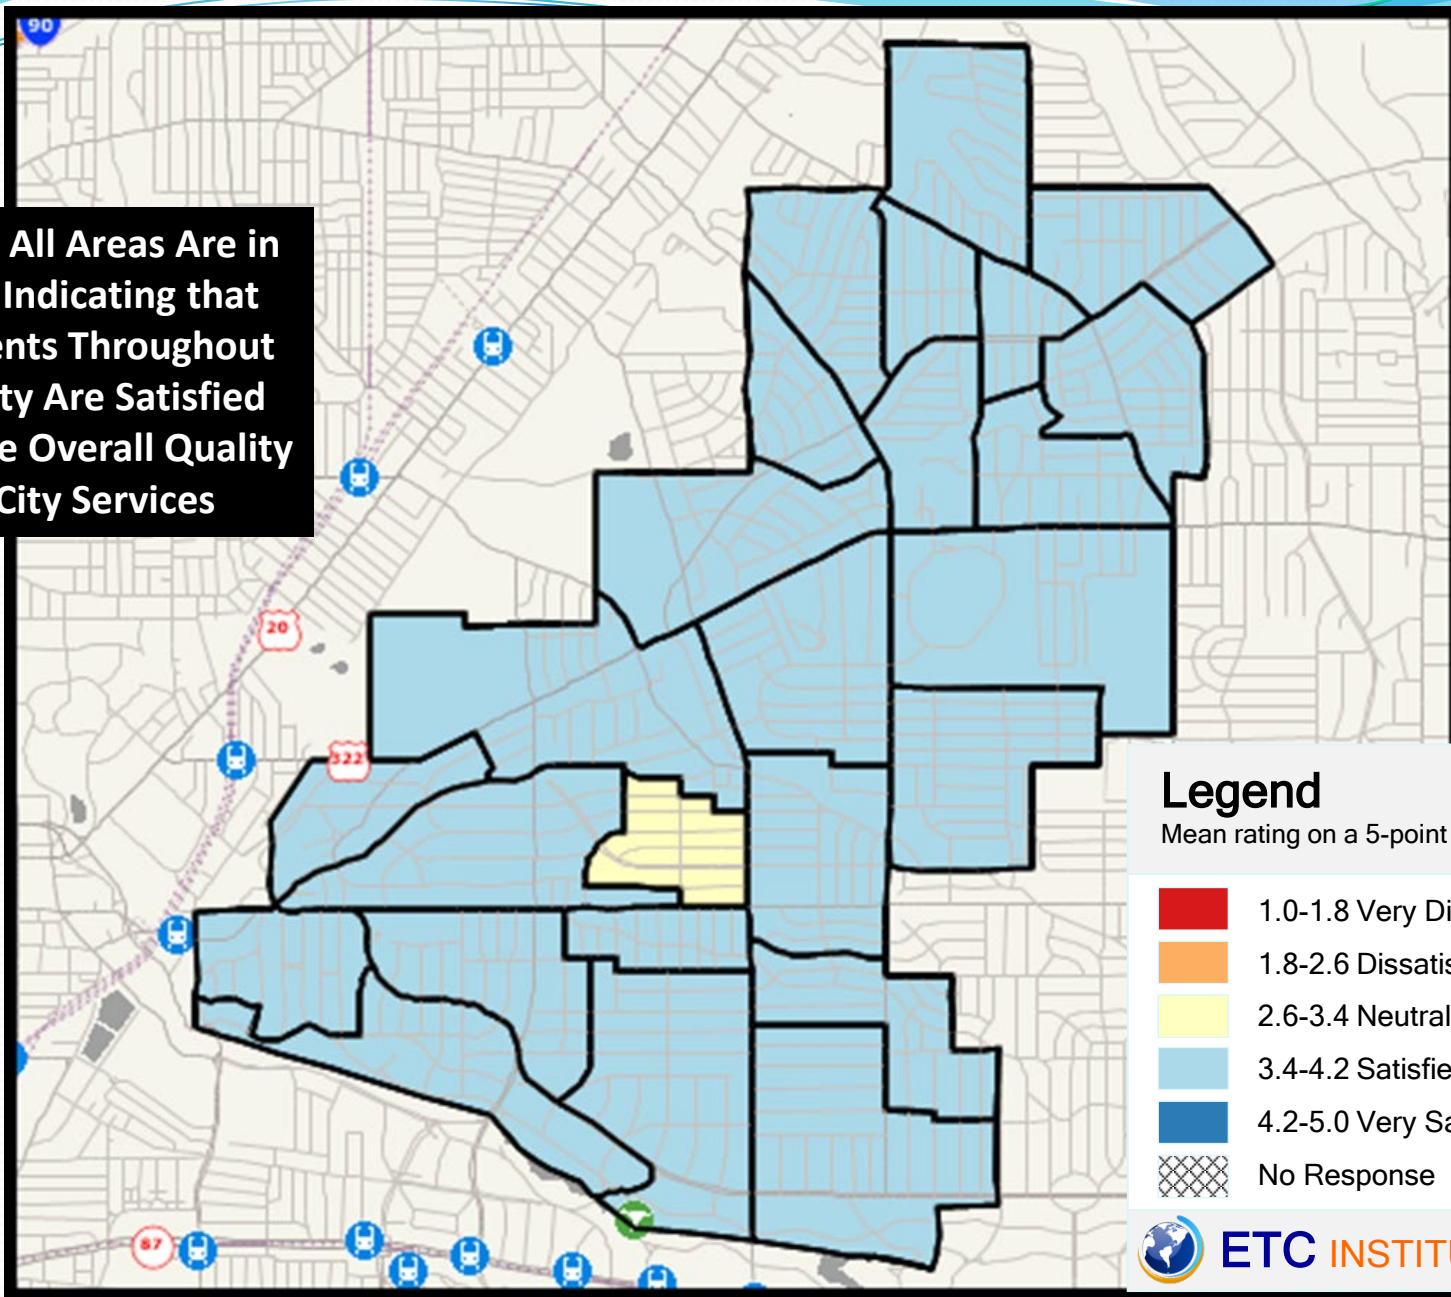 90
All Areas Are in
Indicating that
ents Throughout
ty Are Satisfied
e Overall Quality
City Services
20
322
87
Legend
Mean rating on a 5-point
1.0-1.8 Very Di
1.8-2.6 Dissatis
2.6-3.4 Neutral
3.4-4.2 Satisfie
4.2-5.0 Very Sa
No Response
ETC INSTITU